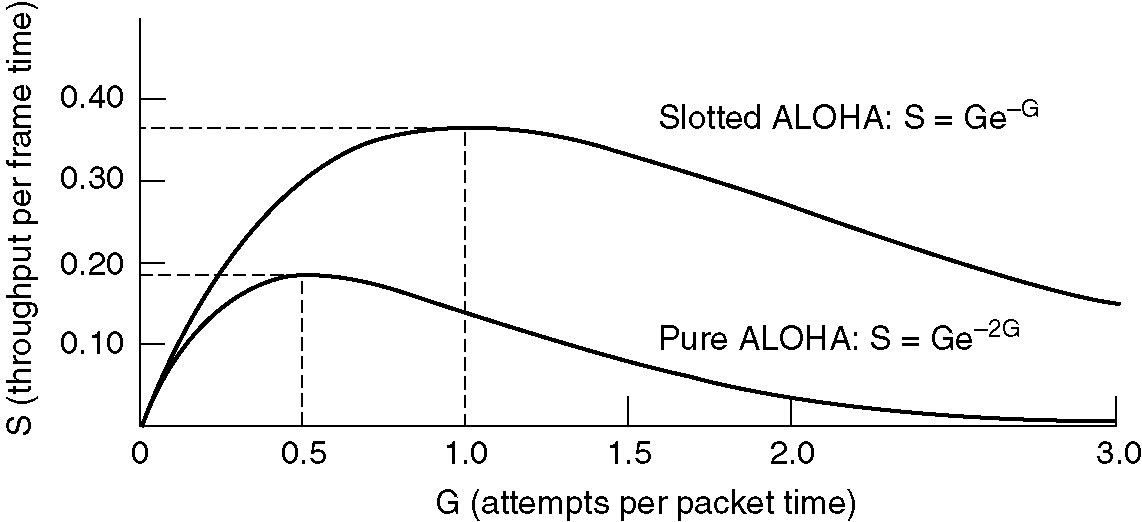 S (throughput per frame time)
0.40
0.30
0.20
0.10
Slotted ALOHA: S = Ge⁻ᴳ
Pure ALOHA: S = Ge⁻²ᴳ
0 0.5 1.0 1.5 2.0 3.0
G (attempts per packet time)